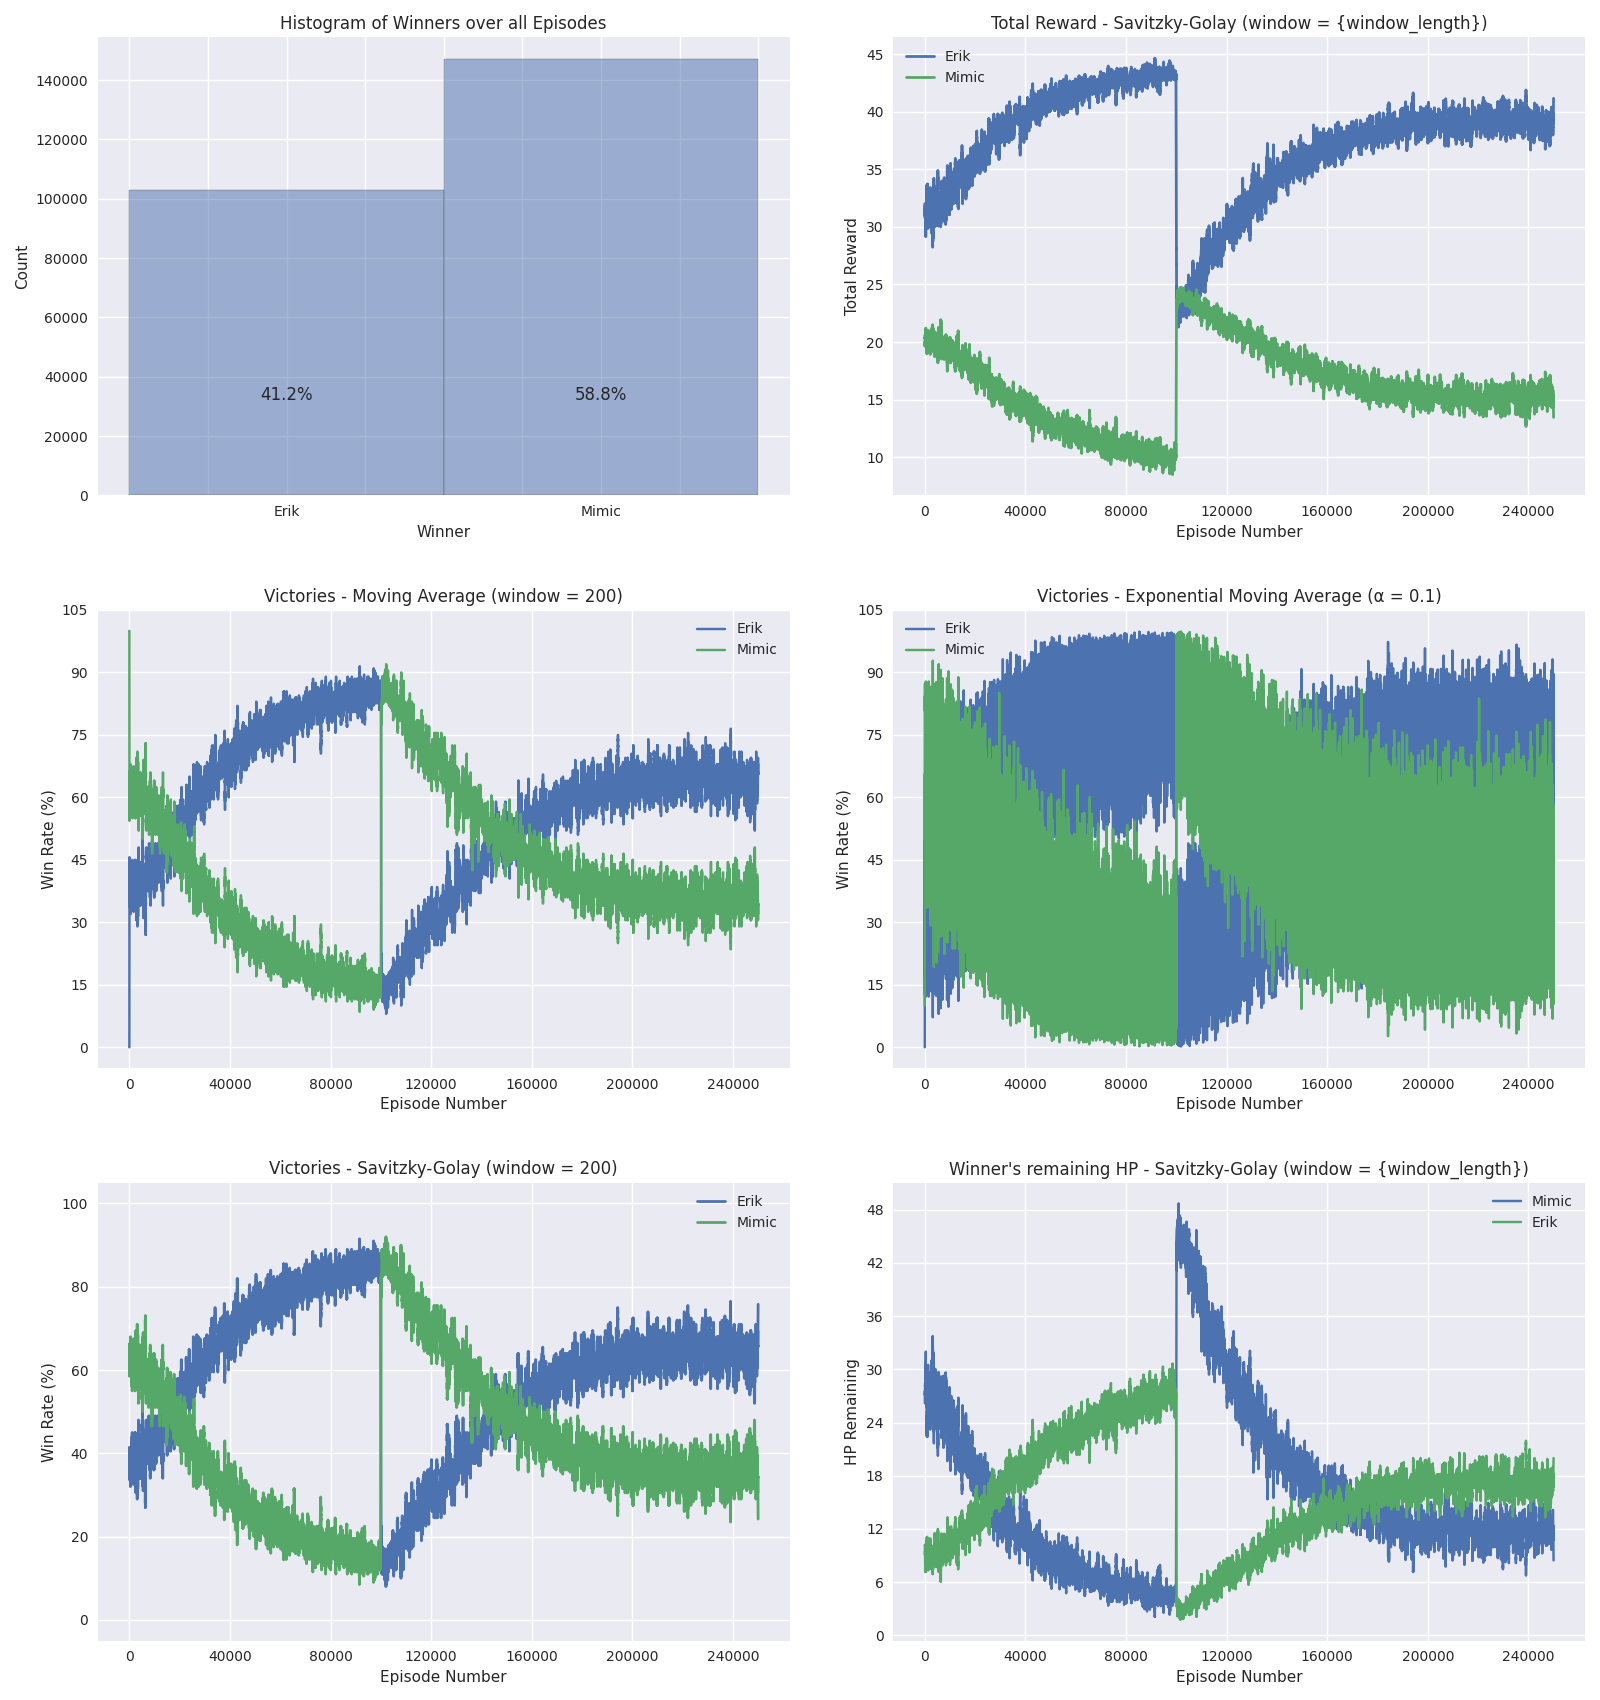 Histogram of Winners over all Episodes
140000
120000
100000
80000
60000
40000
20000
0
Count
41.2%
58.8%
Erik
Mimic
Winner
Total Reward - Savitzky-Golay (window = {window_length})
Erik
Mimic
45
40
35
30
25
20
15
10
Total Reward
0 40000 80000 120000 160000 200000 240000
Episode Number
Victories - Moving Average (window = 200)
Erik
Mimic
105
90
75
60
45
30
15
0
Win Rate (%)
0 40000 80000 120000 160000 200000 240000
Episode Number
Victories - Exponential Moving Average (α = 0.1)
Erik
Mimic
105
90
75
60
45
30
15
0
Win Rate (%)
0 40000 80000 120000 160000 200000 240000
Episode Number
Victories - Savitzky-Golay (window = 200)
Erik
Mimic
100
80
60
40
20
0
Win Rate (%)
0 40000 80000 120000 160000 200000 240000
Episode Number
Winner's remaining HP - Savitzky-Golay (window = {window_length})
Mimic
Erik
48
42
36
30
24
18
12
6
0
HP Remaining
0 40000 80000 120000 160000 200000 240000
Episode Number